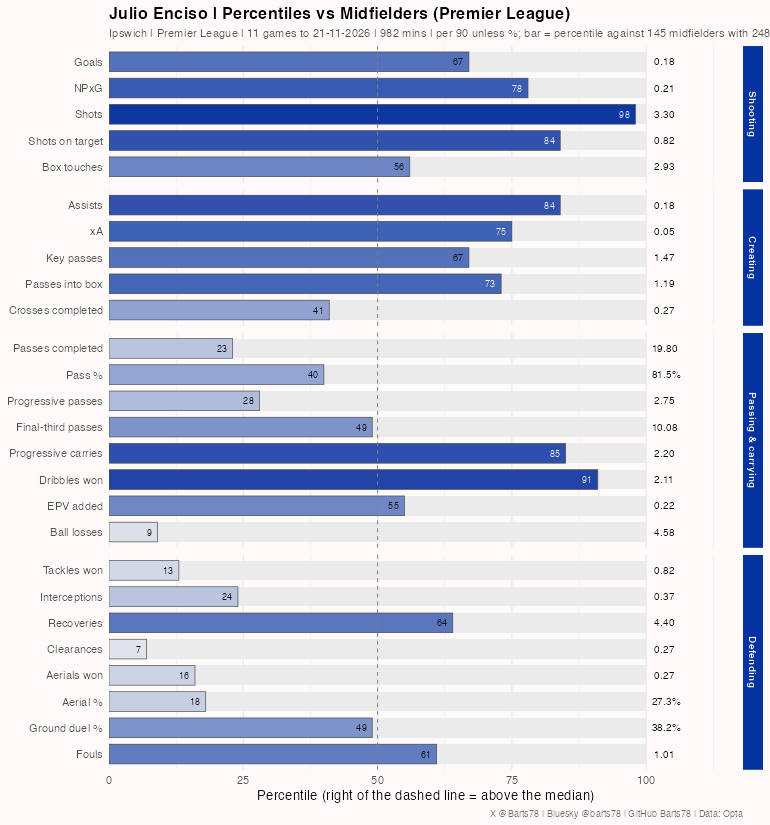 Julio Enciso | Percentiles vs Midfielders (Premier League)
Ipswich | Premier League | 11 games to 21-11-2026 | 982 mins | per 90 unless %; bar = percentile against 145 midfielders with 248
Goals 67 0.18
NPxG 78 0.21
Shots 98 3.30
Shots on target 84 0.82
Box touches 56 2.93
Shooting
Assists 84 0.18
xA 75 0.05
Key passes 67 1.47
Passes into box 73 1.19
Crosses completed 41 0.27
Creating
Passes completed 23 19.80
Pass % 40 81.5%
Progressive passes 28 2.75
Final-third passes 49 10.08
Progressive carries 85 2.20
Dribbles won 91 2.11
EPV added 55 0.22
Ball losses 9 4.58
Passing & carrying
Tackles won 13 0.82
Interceptions 24 0.37
Recoveries 64 4.40
Clearances 7 0.27
Aerials won 16 0.27
Aerial % 18 27.3%
Ground duel % 49 38.2%
Fouls 61 1.01
Defending
0 25 50 75 100
Percentile (right of the dashed line = above the median)
X @Barts78 | Bluesky @barts78 | GitHub Barts78 | Data: Opta